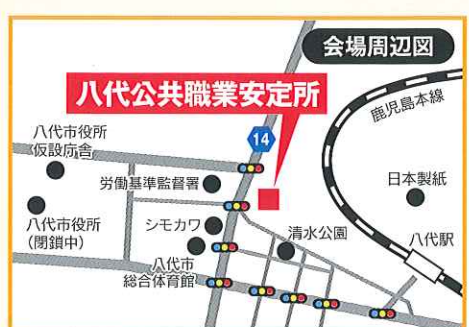 会場周辺図
八代公共職業安定所
鹿児島本線
14
八代市役所
仮設庁舎
労働基準監督署
日本製紙
八代市役所
(閉鎖中)
シモカワ
清水公園
八代駅
八代市
総合体育館